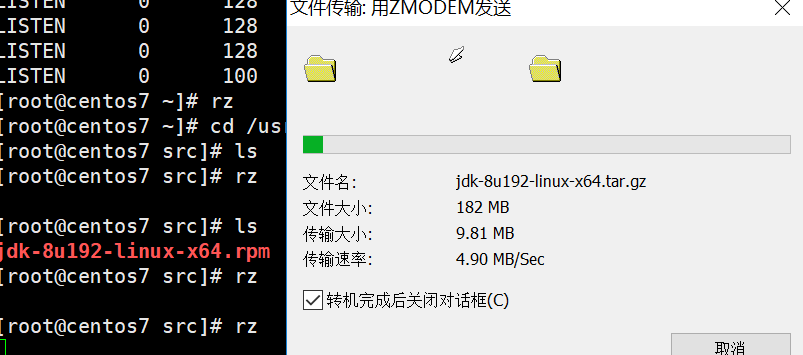 LISTEN 0 128
LISTEN 0 128
LISTEN 0 128
LISTEN 0 100
[root@centos7 ~]# rz
[root@centos7 ~]# cd /usr
[root@centos7 src]# ls
[root@centos7 src]# rz
[root@centos7 src]# ls
jdk-8u192-linux-x64.rpm
[root@centos7 src]# rz
[root@centos7 src]# rz
文件传输: 用ZMODEM发送
文件名: jdk-8u192-linux-x64.tar.gz
文件大小: 182 MB
传输大小: 9.81 MB
传输速率: 4.90 MB/Sec
转机完成后关闭对话框(C)
取消